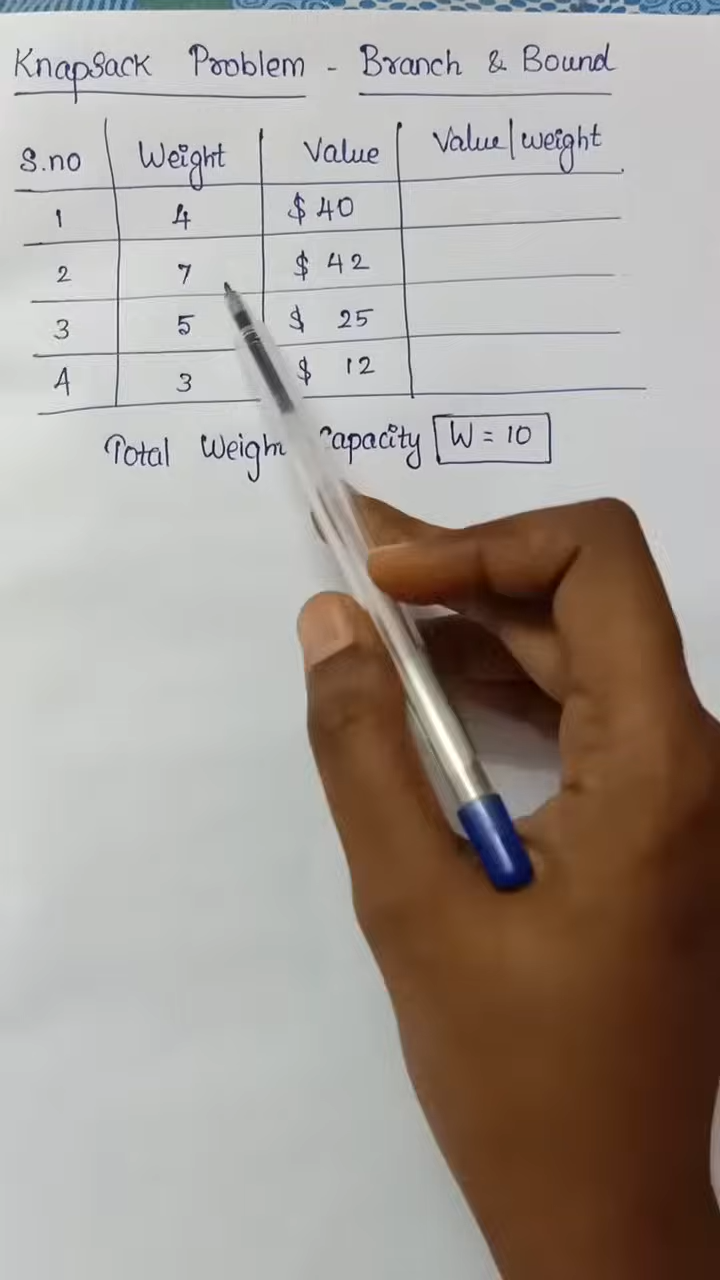 Knapsack Problem - Branch & Bound
S.no Weight Value Value/weight
1 4 $ 40
2 7 $ 42
3 5 $ 25
4 3 $ 12
Total Capacity W = 10